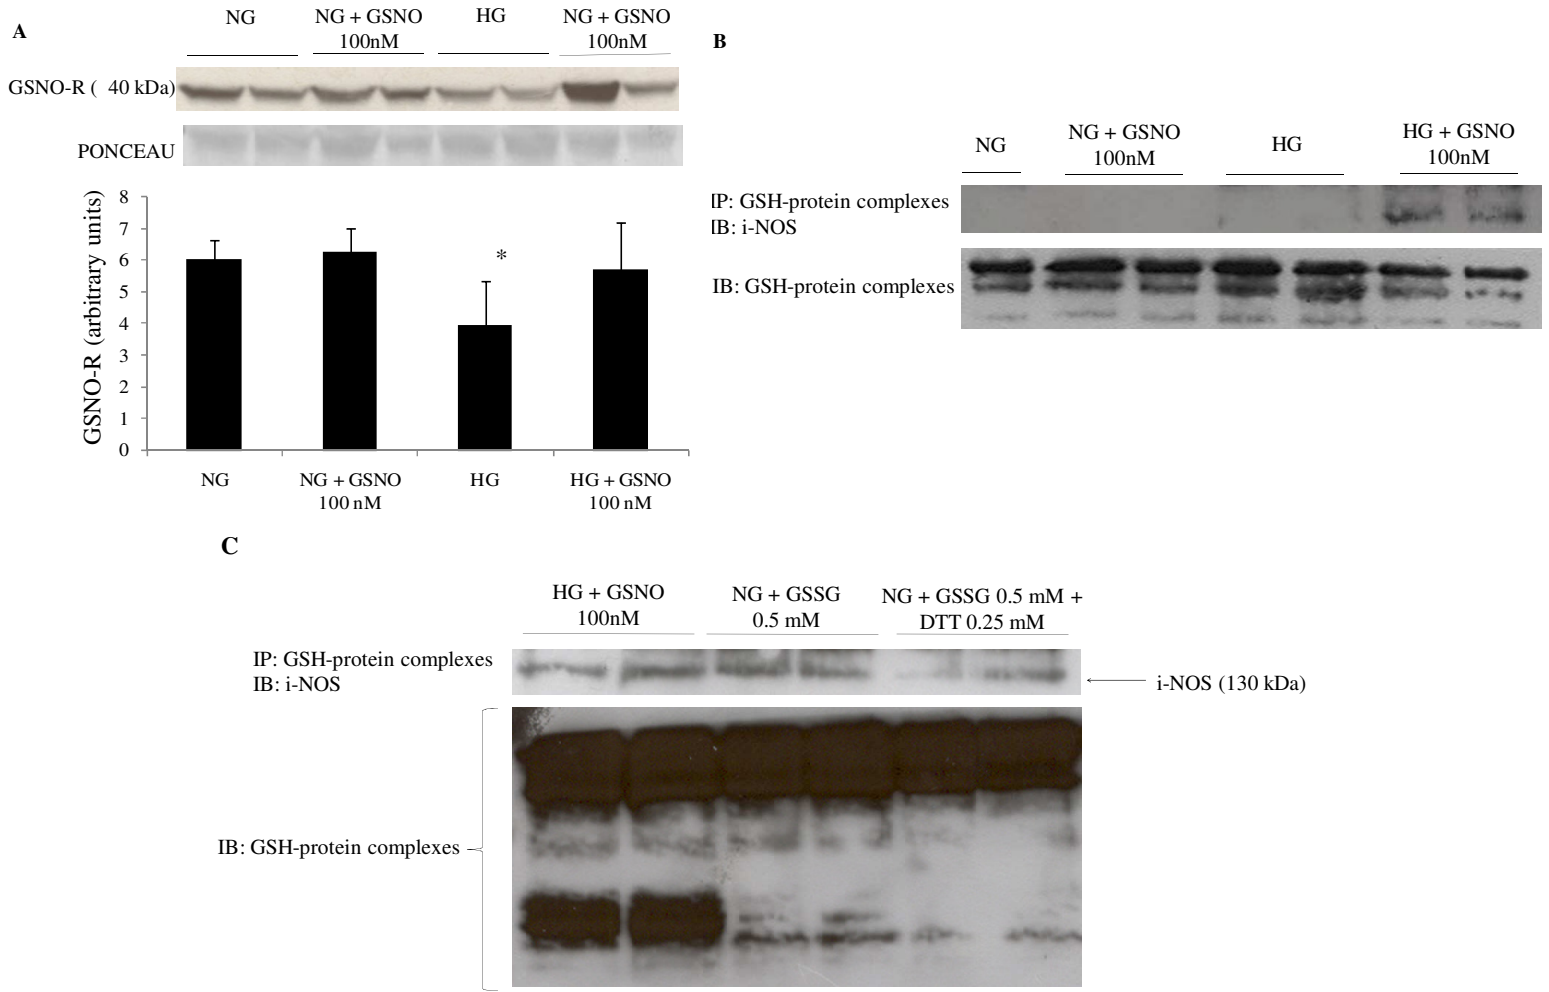 A
NG
NG + GSNO
100nM
HG
NG + GSNO
100nM
GSNO-R ( 40 kDa)
PONCEAU
GSNO-R (arbitrary units)
8
7
6
5
4
3
2
1
0
*
NG
NG + GSNO
100 nM
HG
HG + GSNO
100 nM
B
NG
NG + GSNO
100nM
HG
HG + GSNO
100nM
IP: GSH-protein complexes
IB: i-NOS
IB: GSH-protein complexes
C
HG + GSNO
100nM
NG + GSSG
0.5 mM
NG + GSSG 0.5 mM +
DTT 0.25 mM
IP: GSH-protein complexes
IB: i-NOS
i-NOS (130 kDa)
IB: GSH-protein complexes